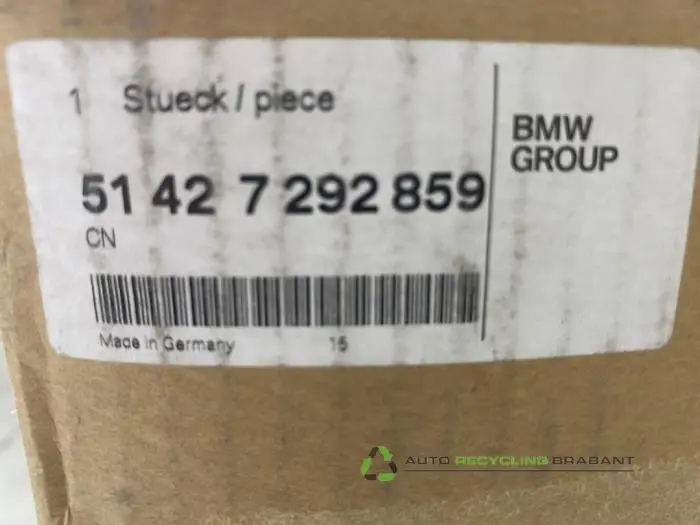 1 Stueck / piece
BMW
GROUP
51 42 7 292 859
CN
Made in Germany 15
AUTO RECYCLING BRABANT